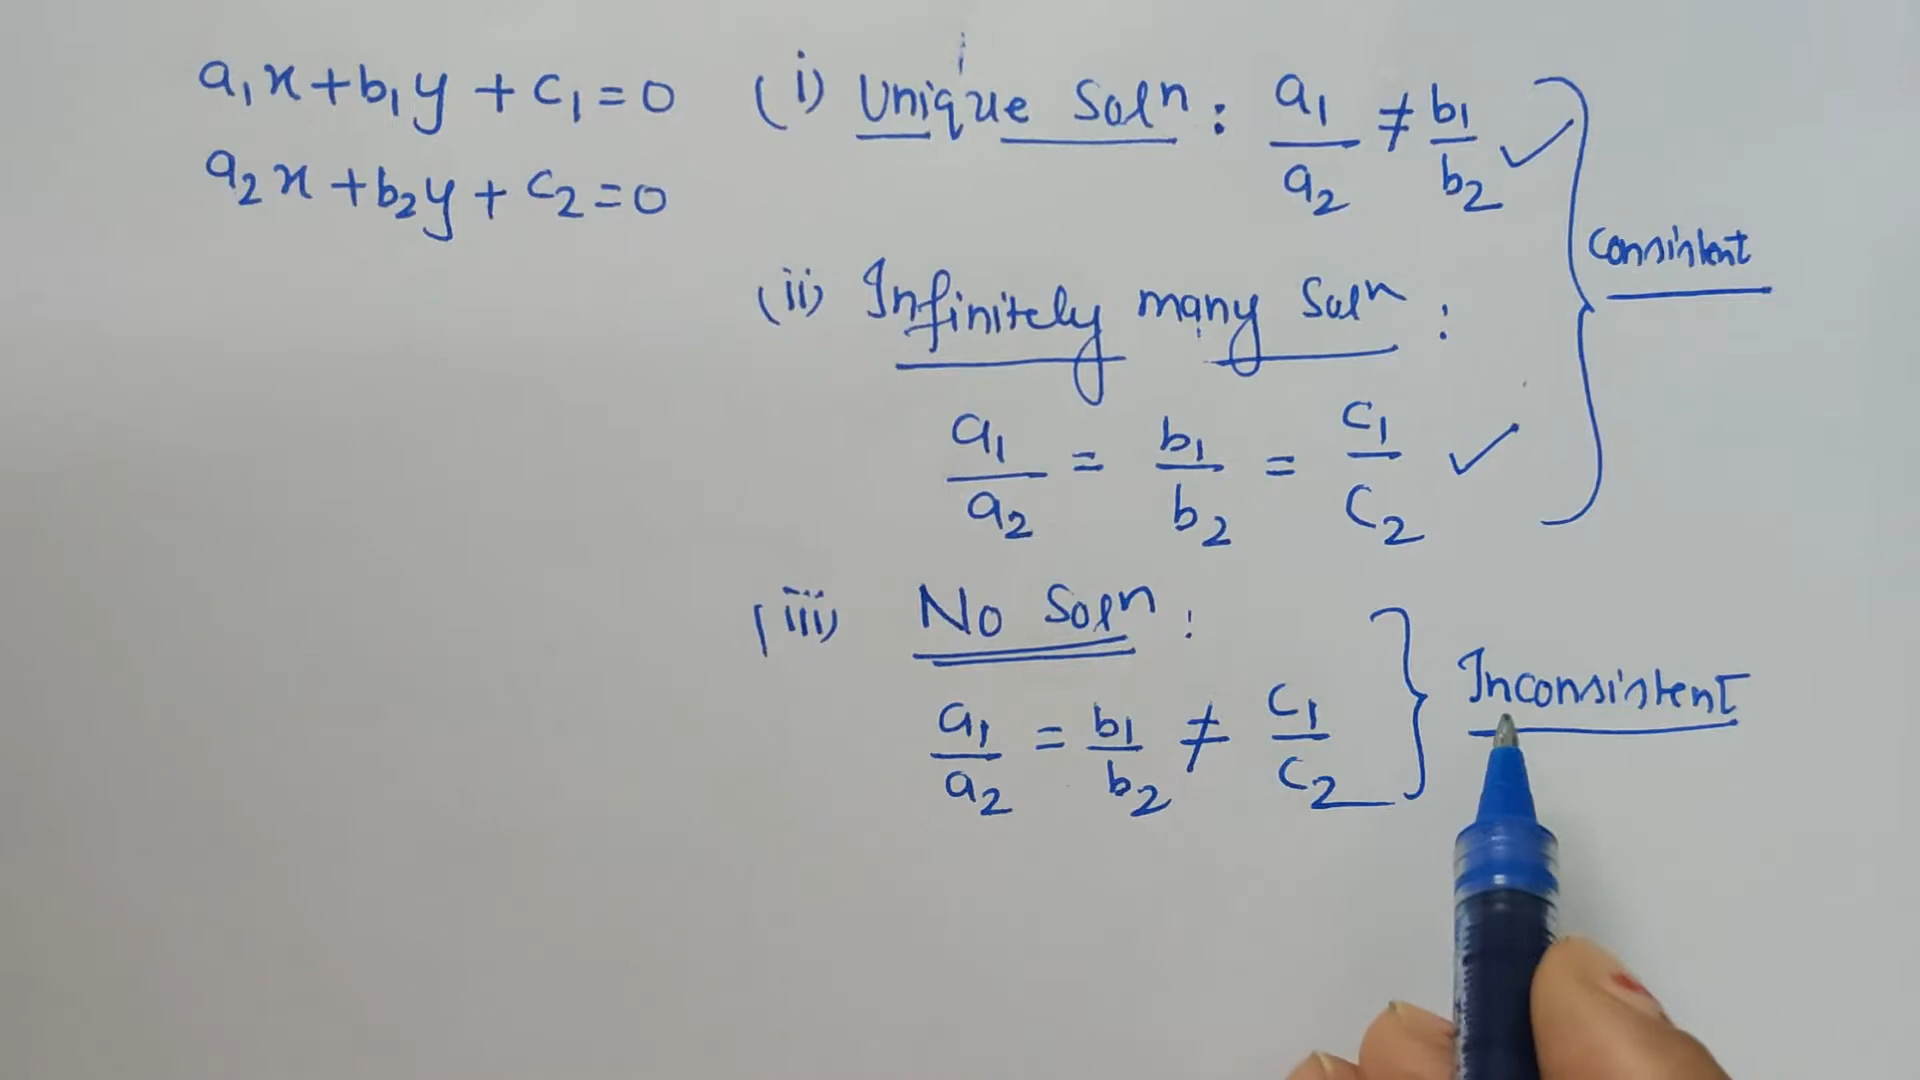 a₁x + b₁y + c₁ = 0
a₂x + b₂y + c₂ = 0
(i) Unique Solⁿ : a₁/a₂ ≠ b₁/b₂ ✓
(ii) Infinitely many Solⁿ :
a₁/a₂ = b₁/b₂ = c₁/c₂ ✓
Consistent
(iii) No Solⁿ :
a₁/a₂ = b₁/b₂ ≠ c₁/c₂
Inconsistent